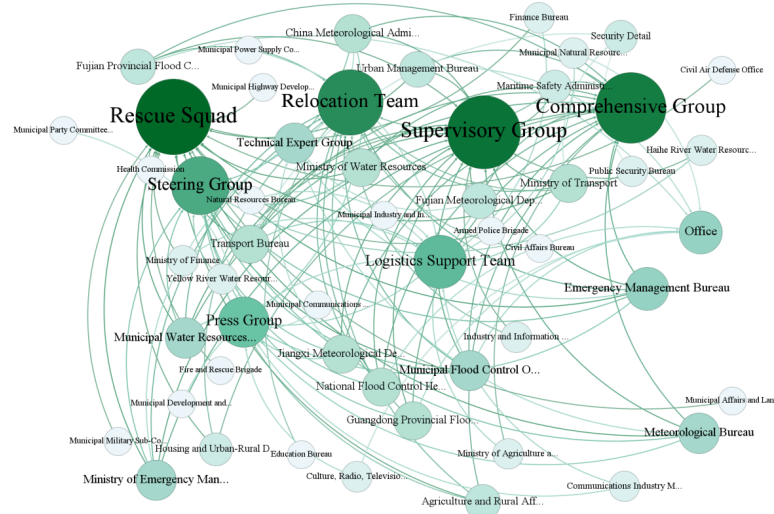 Finance Bureau
China Meteorological Admi...
Security Detail
Municipal Power Supply Co...
Municipal Natural Resourc...
Fujian Provincial Flood C...
Urban Management Bureau
Civil Air Defense Office
Municipal Highway Develop...
Maritime Safety Administr...
Relocation Team
Comprehensive Group
Rescue Squad
Supervisory Group
Municipal Party Committee...
Technical Expert Group
Haihe River Water Resourc...
Health Commission
Ministry of Water Resources
Public Security Bureau
Steering Group
Ministry of Transport
Natural Resources Bureau
Fujian Meteorological Dep...
Municipal Industry and In...
Armed Police Brigade
Office
Transport Bureau
Civil Affairs Bureau
Ministry of Finance
Logistics Support Team
Yellow River Water Resour...
Emergency Management Bureau
Municipal Communications
Press Group
Municipal Water Resources...
Industry and Information ...
Jiangxi Meteorological De...
Fire and Rescue Brigade
Municipal Flood Control O...
National Flood Control He...
Municipal Development and...
Municipal Affairs and Lan
Guangdong Provincial Floo...
Meteorological Bureau
Municipal Military Sub-Co...
Housing and Urban-Rural D
Education Bureau
Ministry of Agriculture a...
Ministry of Emergency Man...
Culture, Radio, Televisio...
Communications Industry M...
Agriculture and Rural Aff...